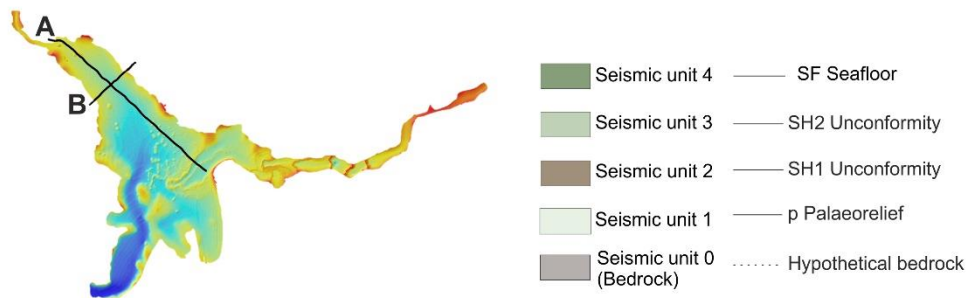 A
B
Seismic unit 4
SF Seafloor
Seismic unit 3
SH2 Unconformity
Seismic unit 2
SH1 Unconformity
Seismic unit 1
p Palaeorelief
Seismic unit 0
(Bedrock)
Hypothetical bedrock